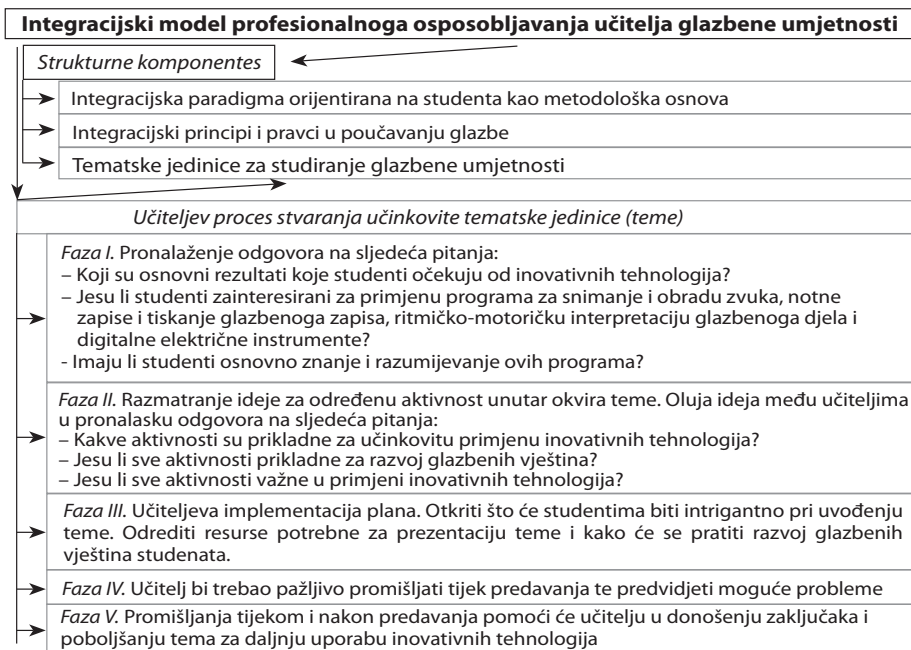 Integracijski model profesionalnoga osposobljavanja učitelja glazbene umjetnosti
Strukturne komponentes
Integracijska paradigma orijentirana na studenta kao metodološka osnova
Integracijski principi i pravci u poučavanju glazbe
Tematske jedinice za studiranje glazbene umjetnosti
Učiteljev proces stvaranja učinkovite tematske jedinice (teme)
Faza I. Pronalaženje odgovora na sljedeća pitanja:
– Koji su osnovni rezultati koje studenti očekuju od inovativnih tehnologija?
– Jesu li studenti zainteresirani za primjenu programa za snimanje i obradu zvuka, notne
zapise i tiskanje glazbenoga zapisa, ritmičko-motoričku interpretaciju glazbenoga djela i
digitalne električne instrumente?
- Imaju li studenti osnovno znanje i razumijevanje ovih programa?
Faza II. Razmatranje ideje za određenu aktivnost unutar okvira teme. Oluja ideja među učiteljima
u pronalasku odgovora na sljedeća pitanja:
– Kakve aktivnosti su prikladne za učinkovitu primjenu inovativnih tehnologija?
– Jesu li sve aktivnosti prikladne za razvoj glazbenih vještina?
– Jesu li sve aktivnosti važne u primjeni inovativnih tehnologija?
Faza III. Učiteljeva implementacija plana. Otkriti što će studentima biti intrigantno pri uvođenju
teme. Odrediti resurse potrebne za prezentaciju teme i kako će se pratiti razvoj glazbenih
vještina studenata.
Faza IV. Učitelj bi trebao pažljivo promišljati tijek predavanja te predvidjeti moguće probleme
Faza V. Promišljanja tijekom i nakon predavanja pomoći će učitelju u donošenju zaključaka i
poboljšanju tema za daljnju uporabu inovativnih tehnologija